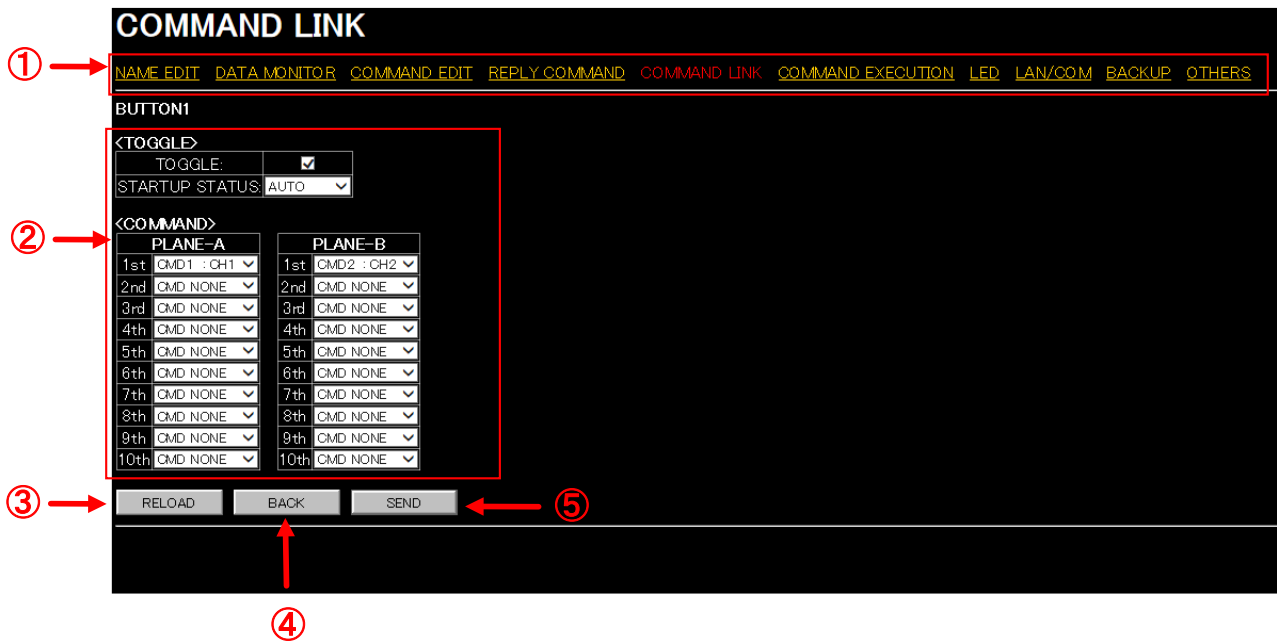 COMMAND LINK
① NAME EDIT DATA MONITOR COMMAND EDIT REPLY COMMAND COMMAND LINK COMMAND EXECUTION LED LAN/COM BACKUP OTHERS
BUTTON1
<TOGGLE>
TOGGLE:
STARTUP STATUS: AUTO
②
<COMMAND>
PLANE-A PLANE-B
1st CMD1 :CH1 1st CMD2 :CH2
2nd CMD NONE 2nd CMD NONE
3rd CMD NONE 3rd CMD NONE
4th CMD NONE 4th CMD NONE
5th CMD NONE 5th CMD NONE
6th CMD NONE 6th CMD NONE
7th CMD NONE 7th CMD NONE
8th CMD NONE 8th CMD NONE
9th CMD NONE 9th CMD NONE
10th CMD NONE 10th CMD NONE
③ RELOAD BACK SEND ⑤
④